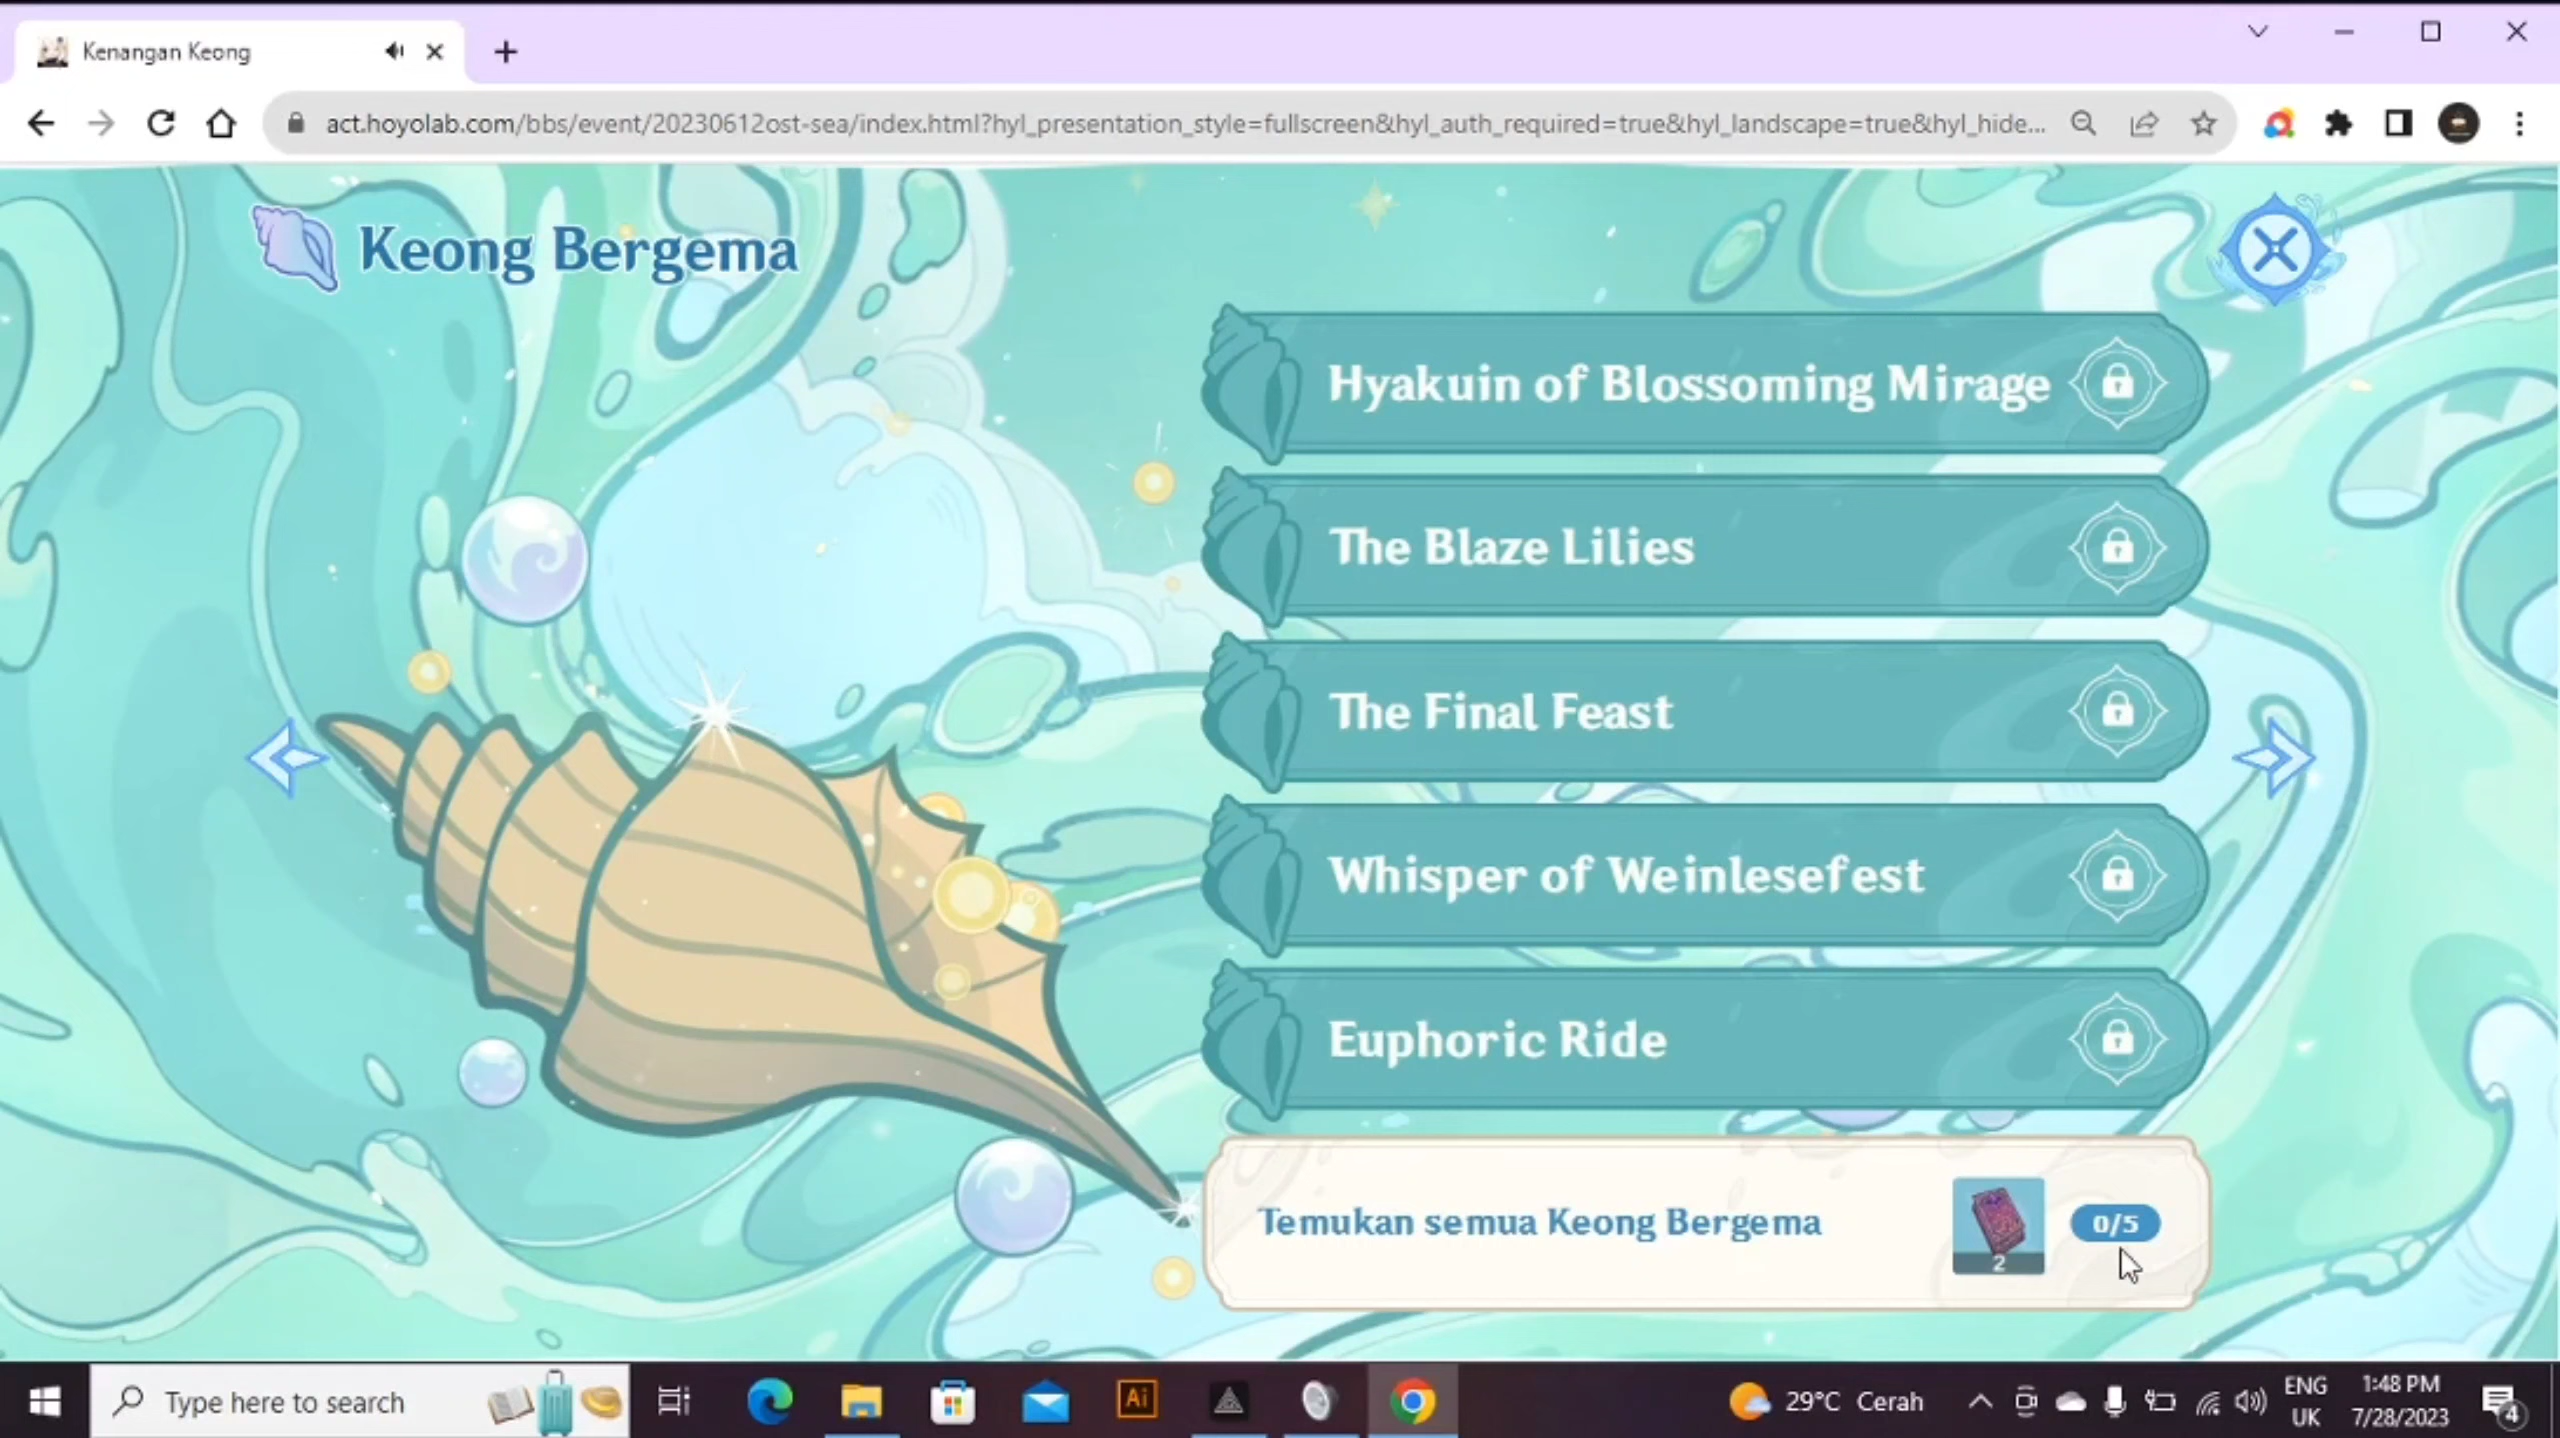 Kenangan Keong
act.hoyolab.com/bbs/event/20230612ost-sea/index.html?hyl_presentation_style=fullscreen&hyl_auth_required=true&hyl_landscape=true&hyl_hide...
Keong Bergema
Hyakuin of Blossoming Mirage
The Blaze Lilies
The Final Feast
Whisper of Weinlesefest
Euphoric Ride
Temukan semua Keong Bergema
2
0/5
Type here to search
Ai
29°C Cerah
ENG
UK
1:48 PM
7/28/2023
4